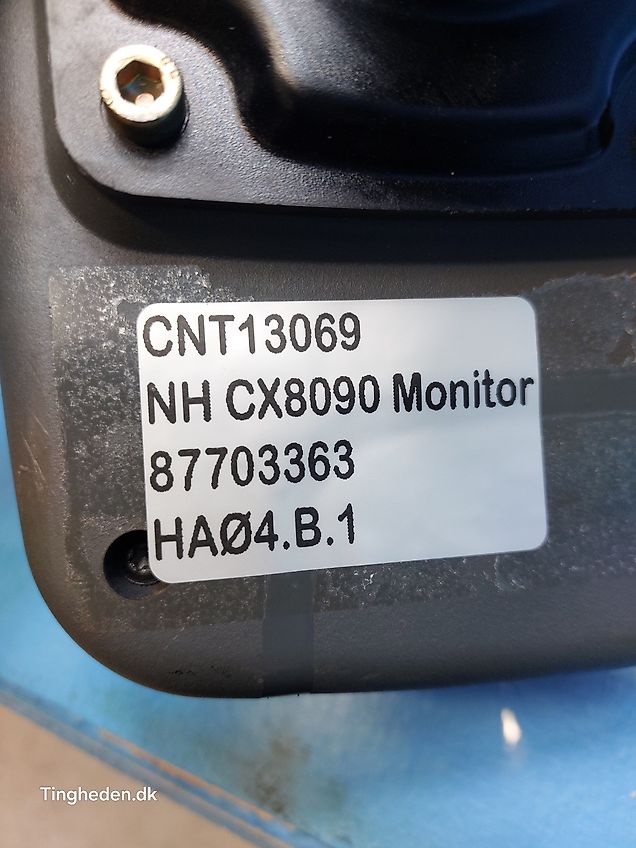 CNT13069
NH CX8090 Monitor
87703363
HAØ4.B.1
Tingheden.dk